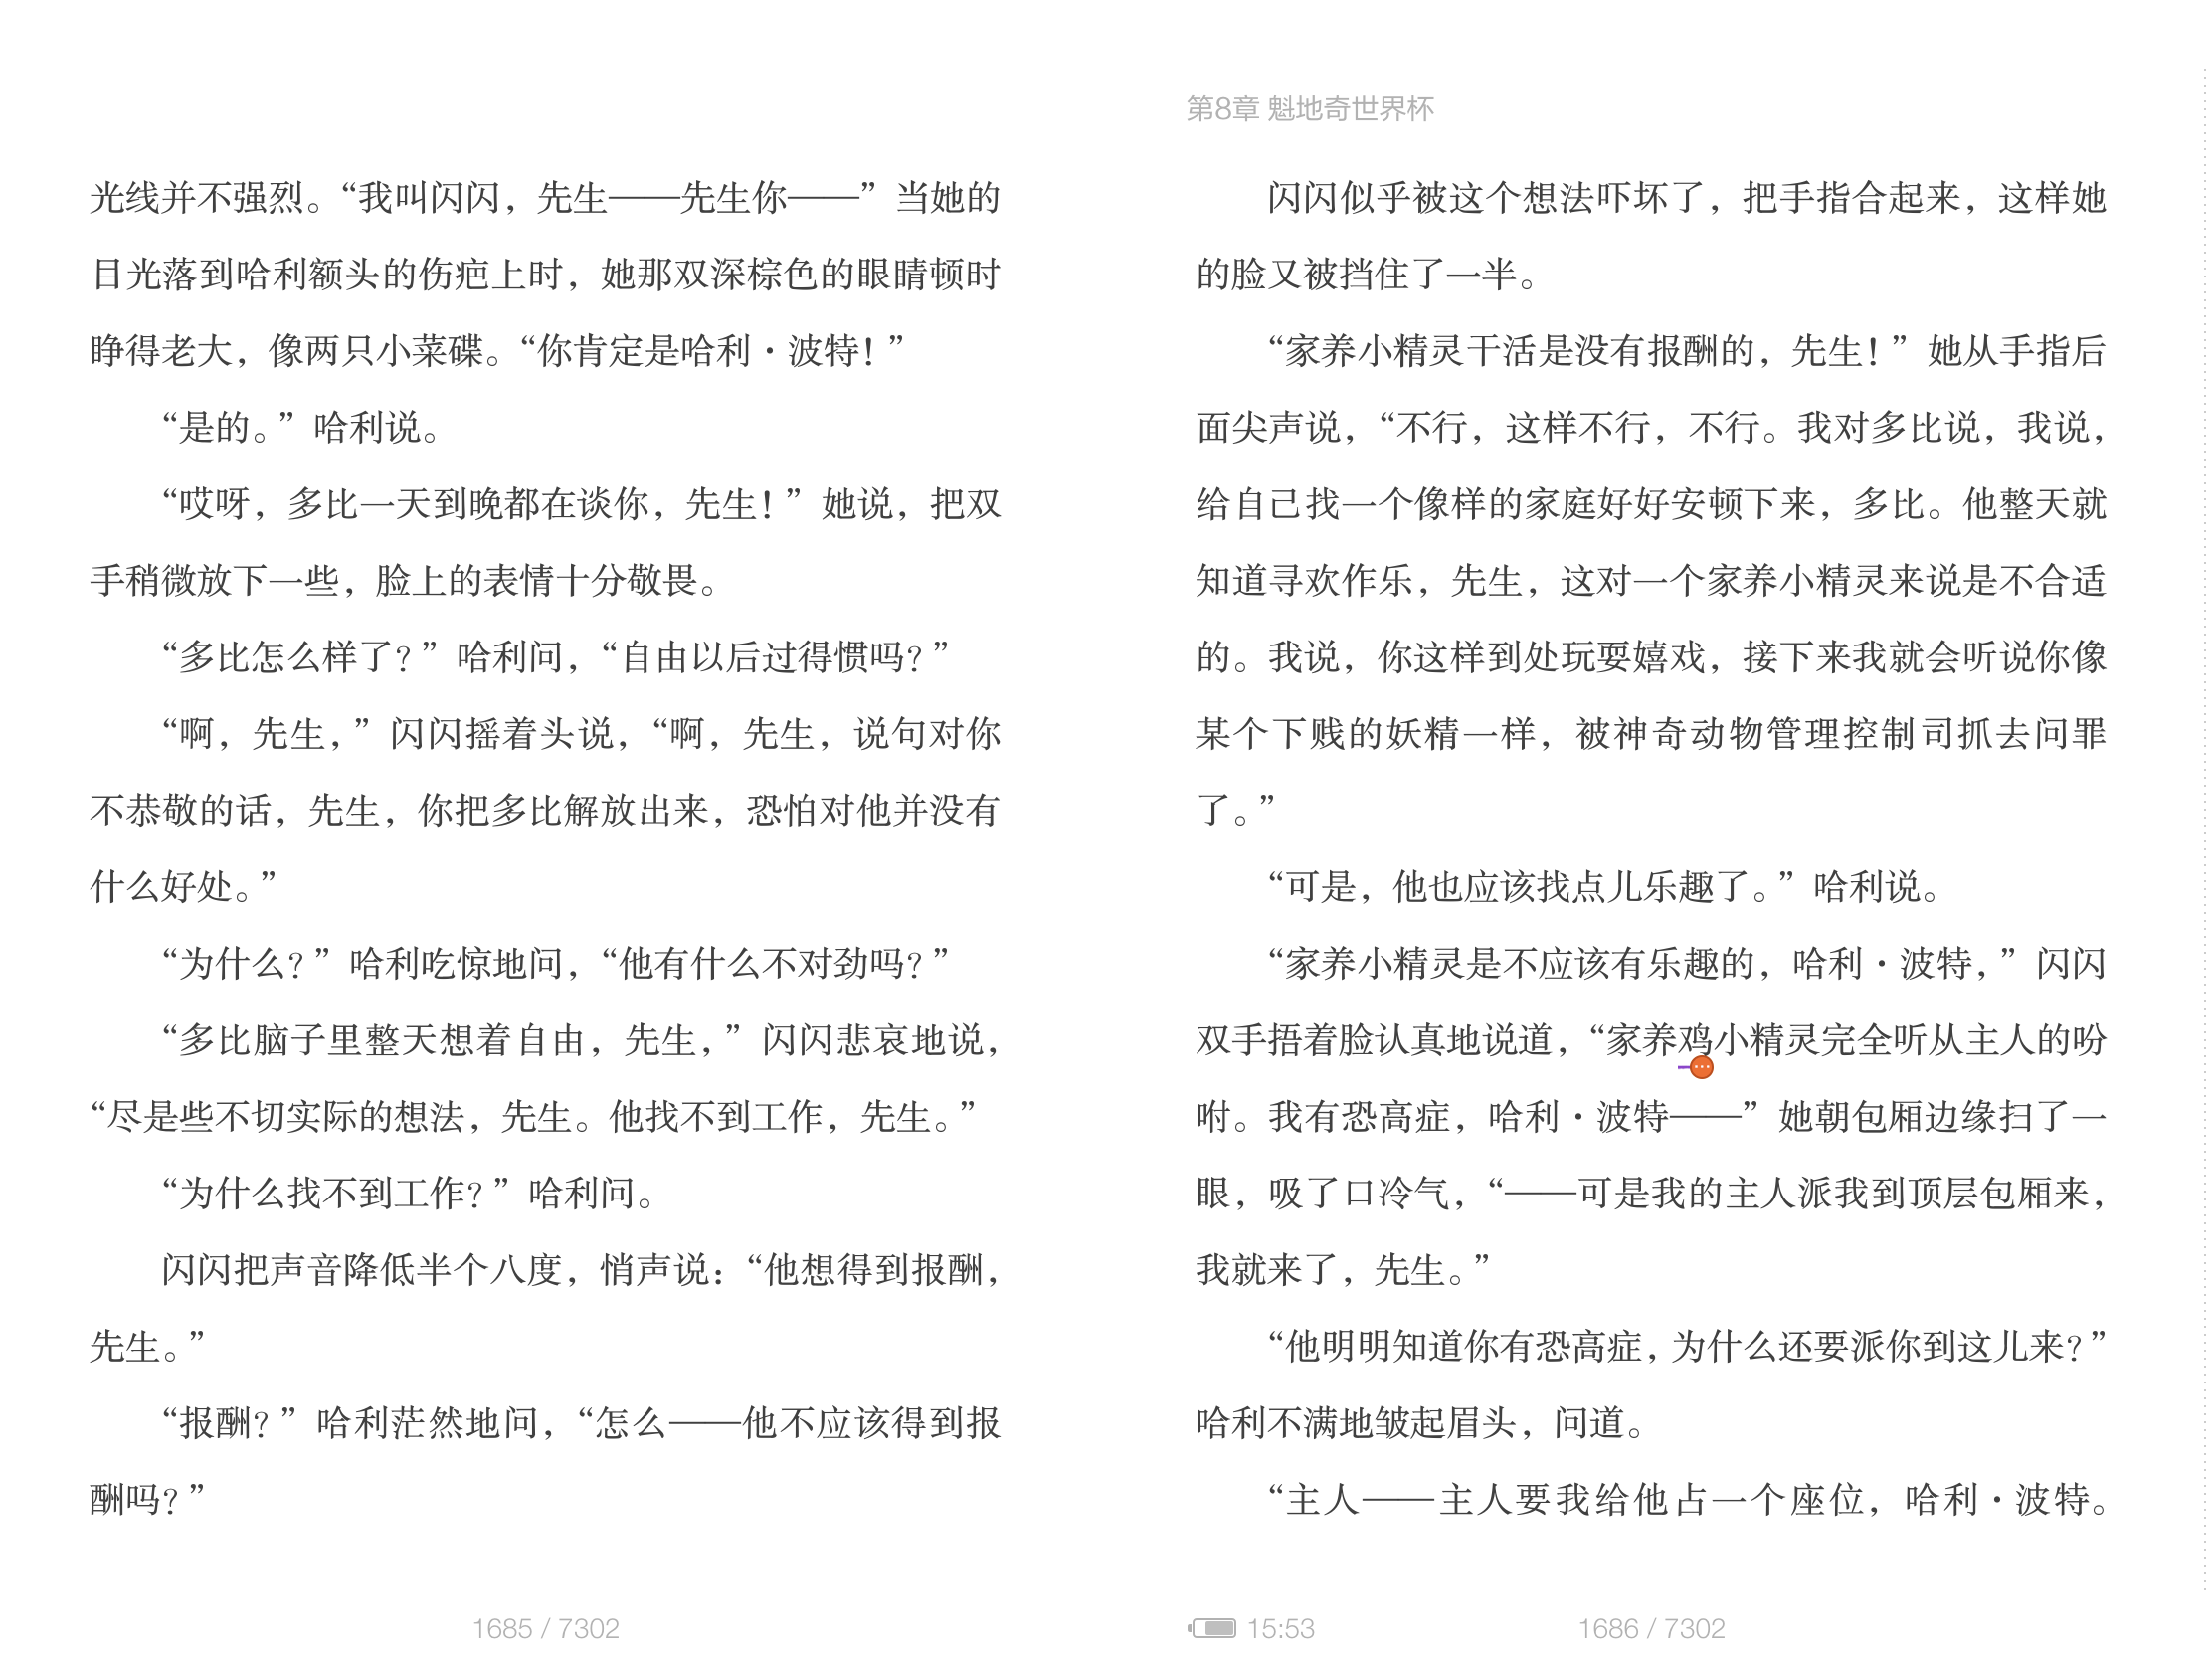 光线并不强烈。“我叫闪闪，先生——先生你——”当她的
目光落到哈利额头的伤疤上时，她那双深棕色的眼睛顿时
睁得老大，像两只小菜碟。“你肯定是哈利·波特！”
“是的。”哈利说。
“哎呀，多比一天到晚都在谈你，先生！”她说，把双
手稍微放下一些，脸上的表情十分敬畏。
“多比怎么样了？”哈利问，“自由以后过得惯吗？”
“啊，先生，”闪闪摇着头说，“啊，先生，说句对你
不恭敬的话，先生，你把多比解放出来，恐怕对他并没有
什么好处。”
“为什么？”哈利吃惊地问，“他有什么不对劲吗？”
“多比脑子里整天想着自由，先生，”闪闪悲哀地说，
“尽是些不切实际的想法，先生。他找不到工作，先生。”
“为什么找不到工作？”哈利问。
闪闪把声音降低半个八度，悄声说：“他想得到报酬，
先生。”
“报酬？”哈利茫然地问，“怎么——他不应该得到报
酬吗？”
1685 / 7302
第8章 魁地奇世界杯
闪闪似乎被这个想法吓坏了，把手指合起来，这样她
的脸又被挡住了一半。
“家养小精灵干活是没有报酬的，先生！”她从手指后
面尖声说，“不行，这样不行，不行。我对多比说，我说，
给自己找一个像样的家庭好好安顿下来，多比。他整天就
知道寻欢作乐，先生，这对一个家养小精灵来说是不合适
的。我说，你这样到处玩耍嬉戏，接下来我就会听说你像
某个下贱的妖精一样，被神奇动物管理控制司抓去问罪
了。”
“可是，他也应该找点儿乐趣了。”哈利说。
“家养小精灵是不应该有乐趣的，哈利·波特，”闪闪
双手捂着脸认真地说道，“家养鸡小精灵完全听从主人的吩
咐。我有恐高症，哈利·波特——”她朝包厢边缘扫了一
眼，吸了口冷气，“——可是我的主人派我到顶层包厢来，
我就来了，先生。”
“他明明知道你有恐高症，为什么还要派你到这儿来？”
哈利不满地皱起眉头，问道。
“主人——主人要我给他占一个座位，哈利·波特。
15:53
1686 / 7302